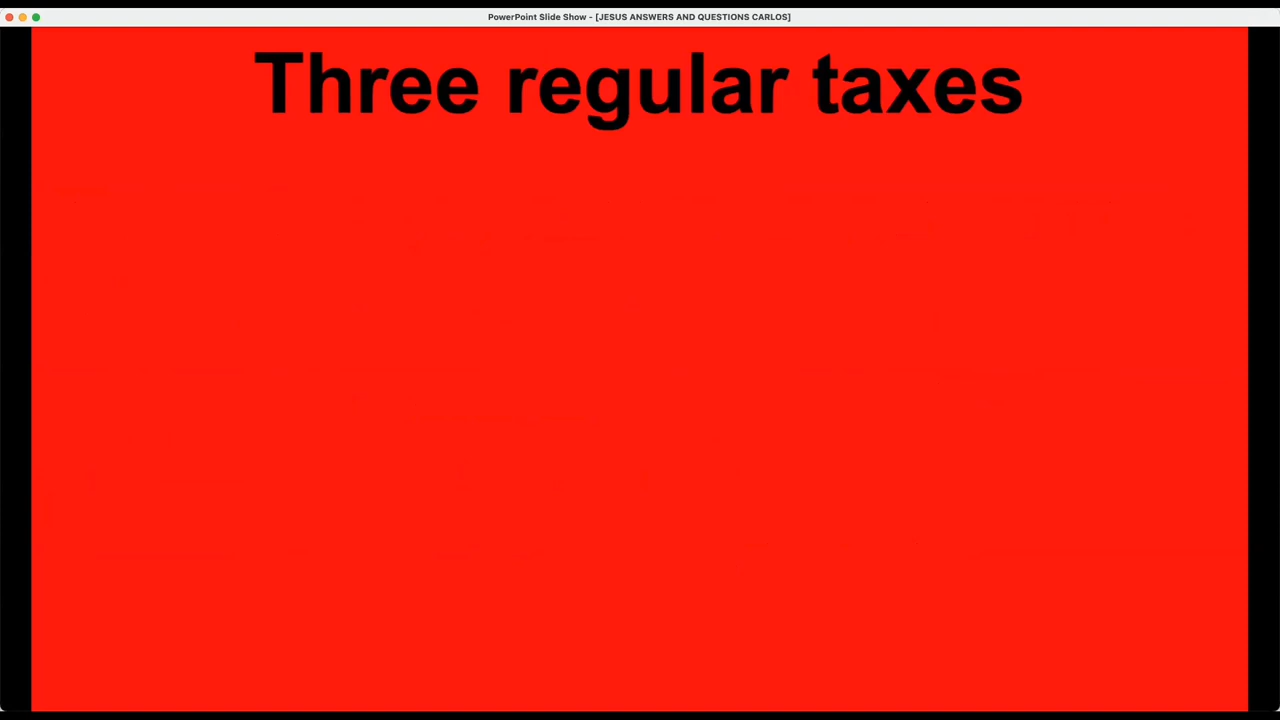 PowerPoint Slide Show - [JESUS ANSWERS AND QUESTIONS CARLOS]
Three regular taxes